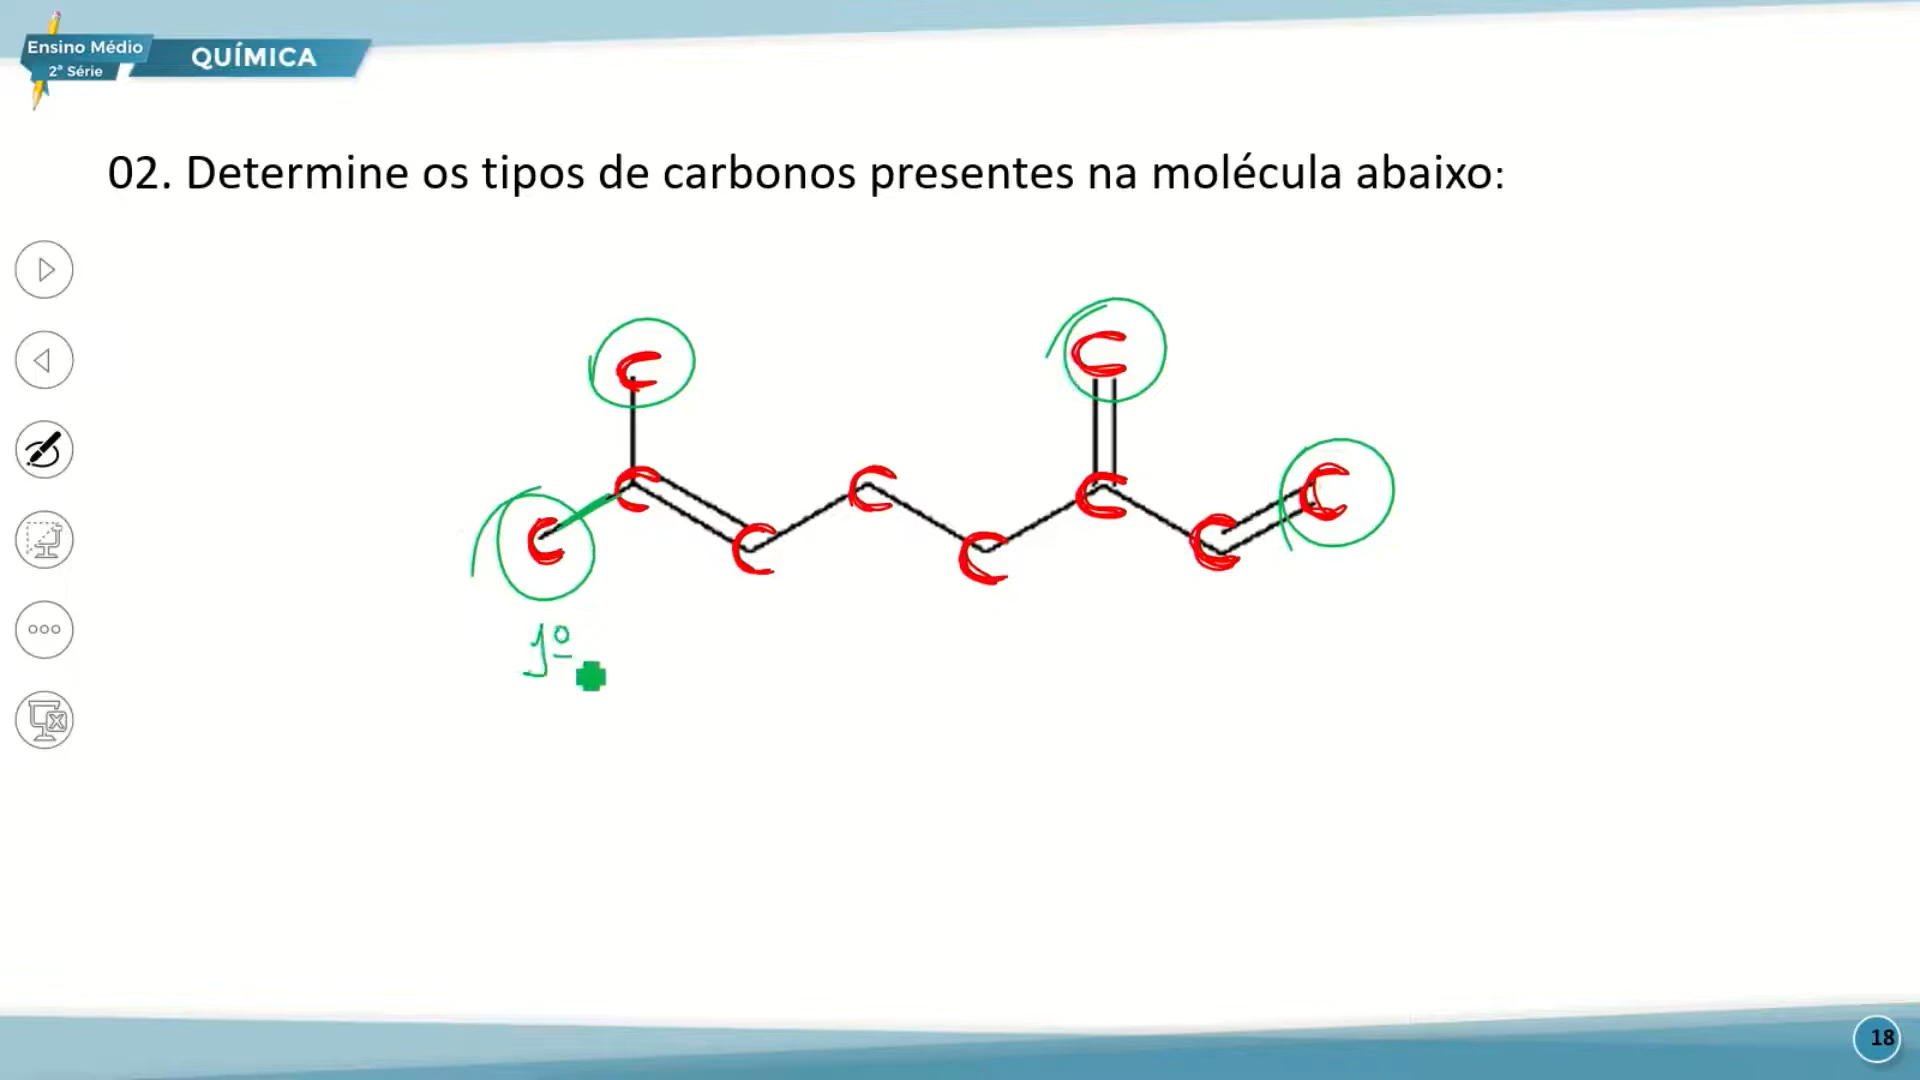 Ensino Médio
2ª Série
QUÍMICA
02. Determine os tipos de carbonos presentes na molécula abaixo:
C C
C C C C
C C C C
1º
18